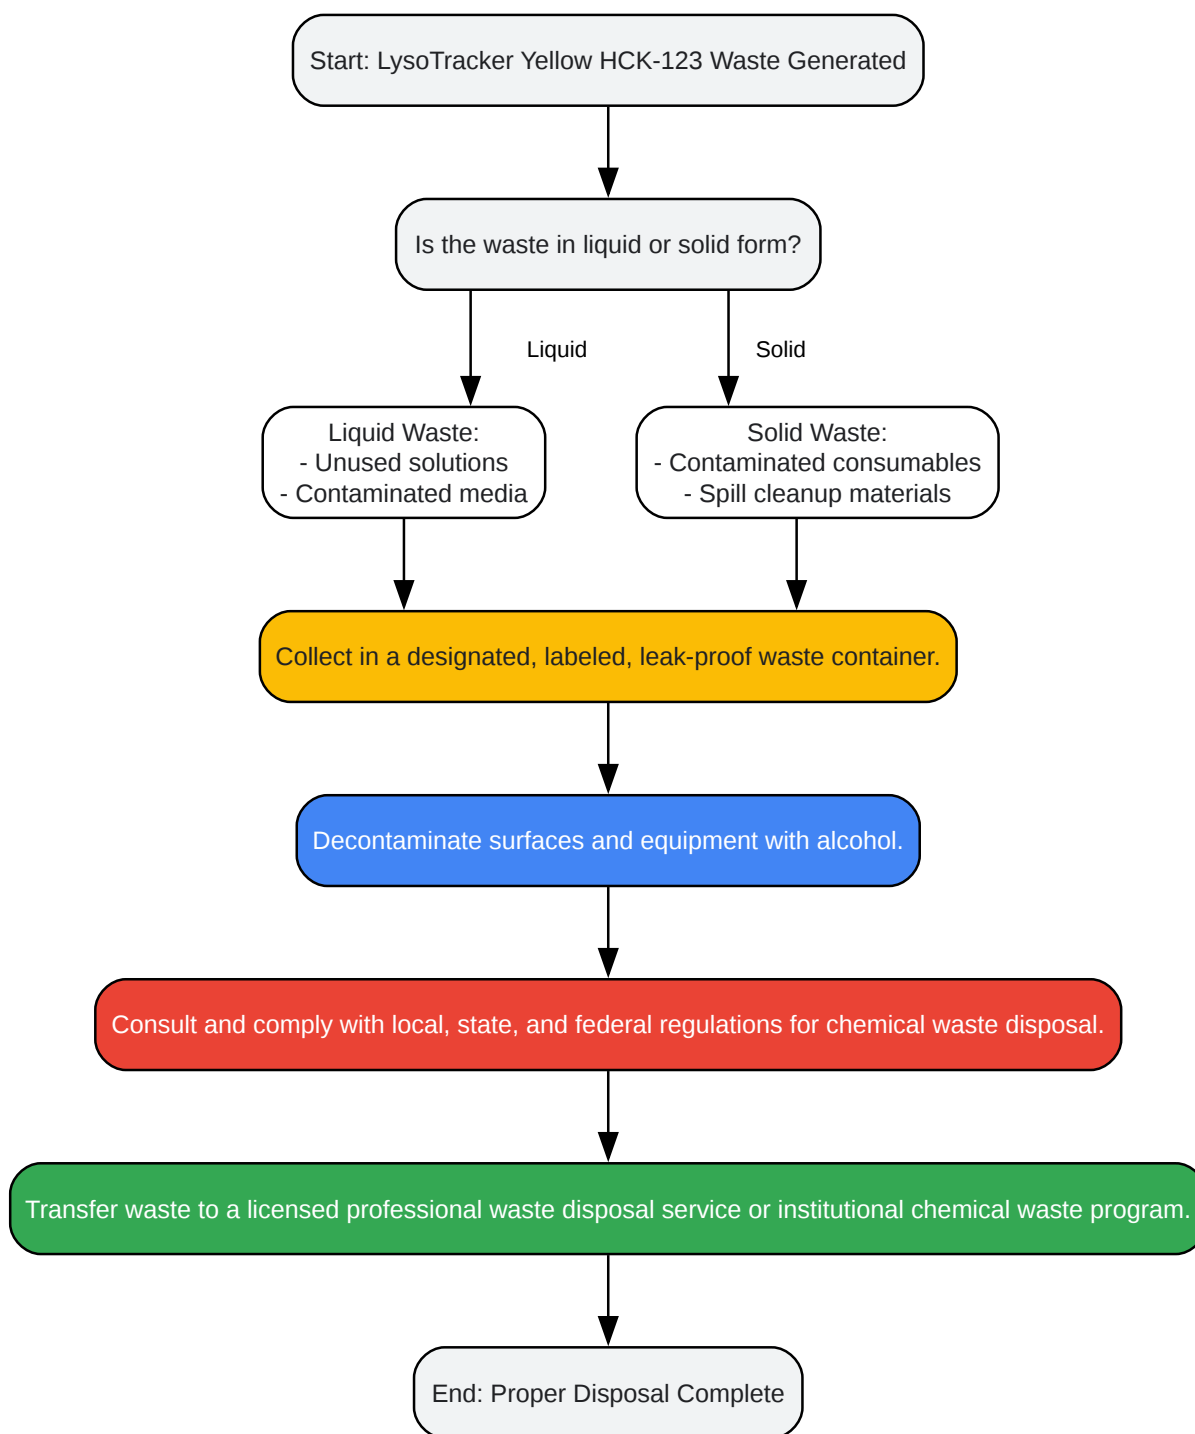 Start: LysoTracker Yellow HCK-123 Waste Generated
Is the waste in liquid or solid form?
Liquid
Solid
Liquid Waste:
- Unused solutions
- Contaminated media
Solid Waste:
- Contaminated consumables
- Spill cleanup materials
Collect in a designated, labeled, leak-proof waste container.
Decontaminate surfaces and equipment with alcohol.
Consult and comply with local, state, and federal regulations for chemical waste disposal.
Transfer waste to a licensed professional waste disposal service or institutional chemical waste program.
End: Proper Disposal Complete